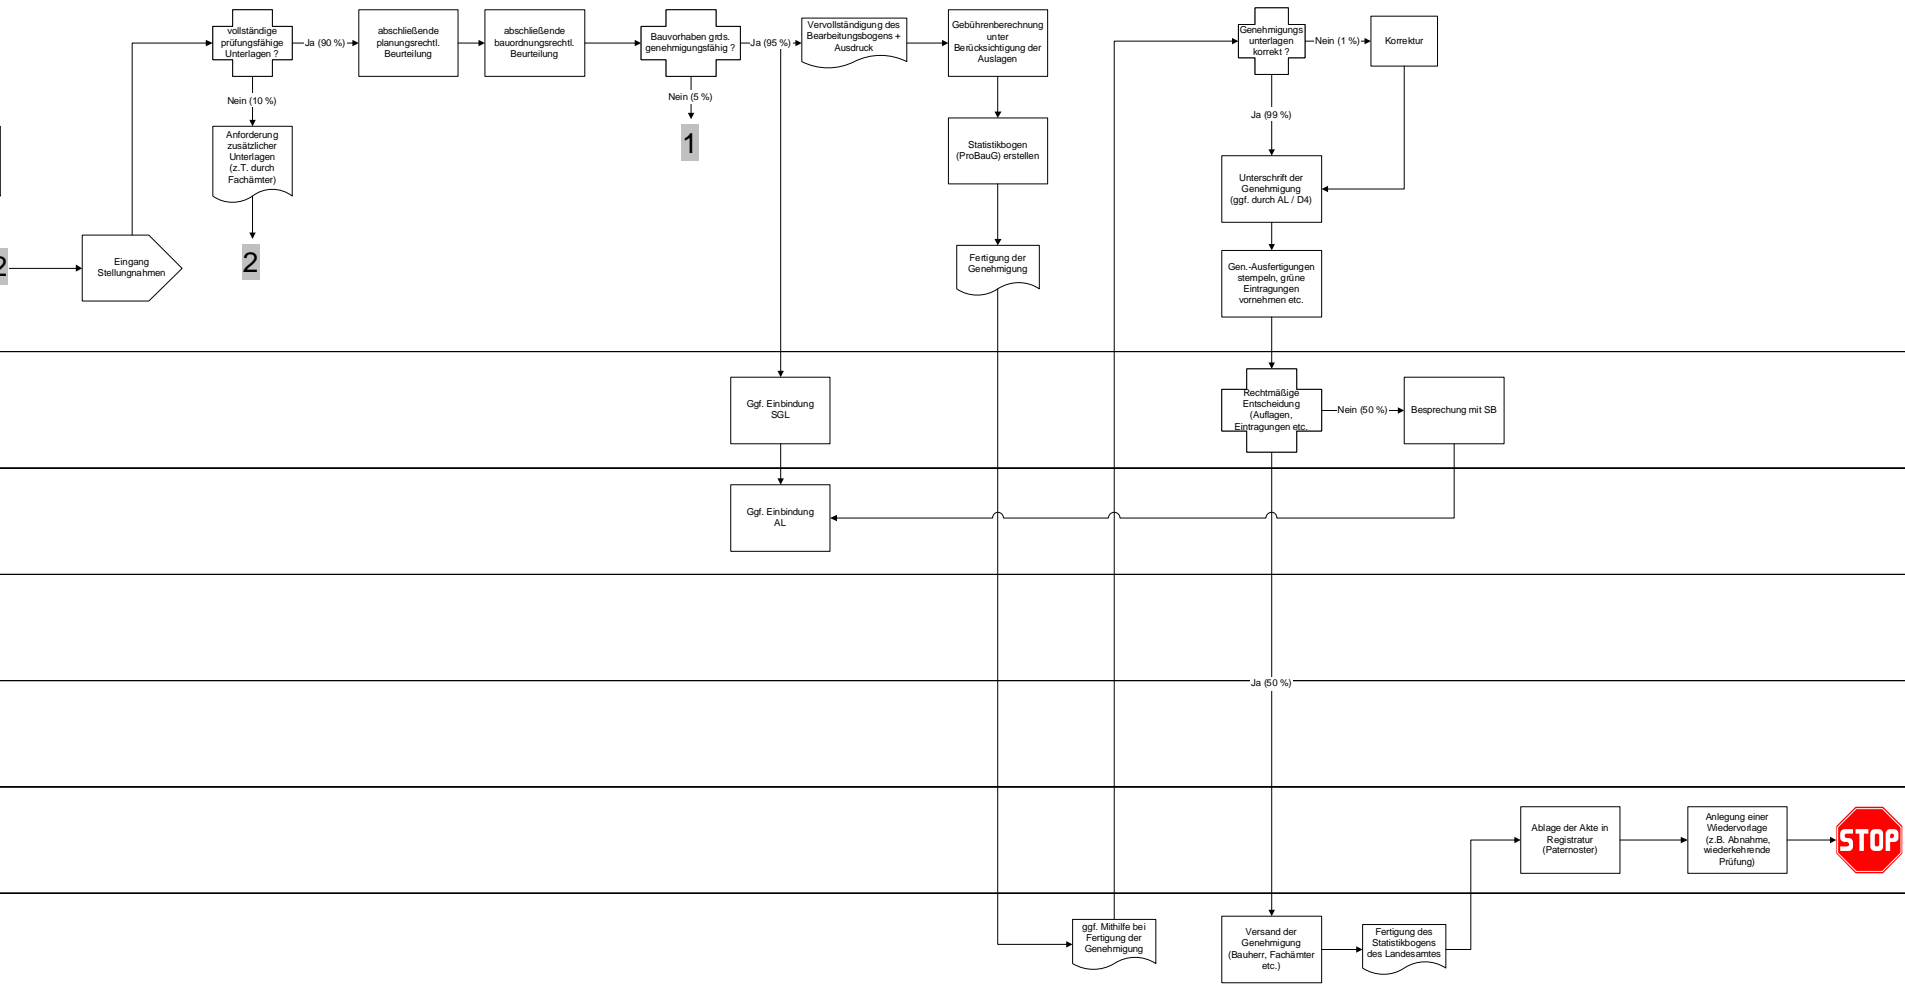 vollständige
prüfungsfähige
Unterlagen ?
Ja (90 %)
abschließende
planungsrechtl.
Beurteilung
abschließende
bauordnungsrechtl.
Beurteilung
Bauvorhaben grds.
genehmigungsfähig ?
Ja (95 %)
Vervollständigung des
Bearbeitungsbogens +
Ausdruck
Gebührenberechnung
unter
Berücksichtigung der
Auslagen
Genehmigungs
unterlagen
korrekt ?
Nein (1 %)
Korrektur
Nein (10 %)
Nein (5 %)
Ja (99 %)
Anforderung
zusätzlicher
Unterlagen
(z.T. durch
Fachämter)
1
Statistikbogen
(ProBauG) erstellen
Unterschrift der
Genehmigung
(ggf. durch AL / D4)
2
Eingang
Stellungnahmen
2
Fertigung der
Genehmigung
Gen.-Ausfertigungen
stempeln, grüne
Eintragungen
vornehmen etc.
Ggf. Einbindung
SGL
Rechtmäßige
Entscheidung
(Auflagen,
Eintragungen etc.
Nein (50 %)
Besprechung mit SB
Ggf. Einbindung
AL
Ja (50 %)
Ablage der Akte in
Registratur
(Paternoster)
Anlegung einer
Wiedervorlage
(z.B. Abnahme,
wiederkehrende
Prüfung)
STOP
ggf. Mithilfe bei
Fertigung der
Genehmigung
Versand der
Genehmigung
(Bauherr, Fachämter
etc.)
Fertigung des
Statistikbogens
des Landesamtes